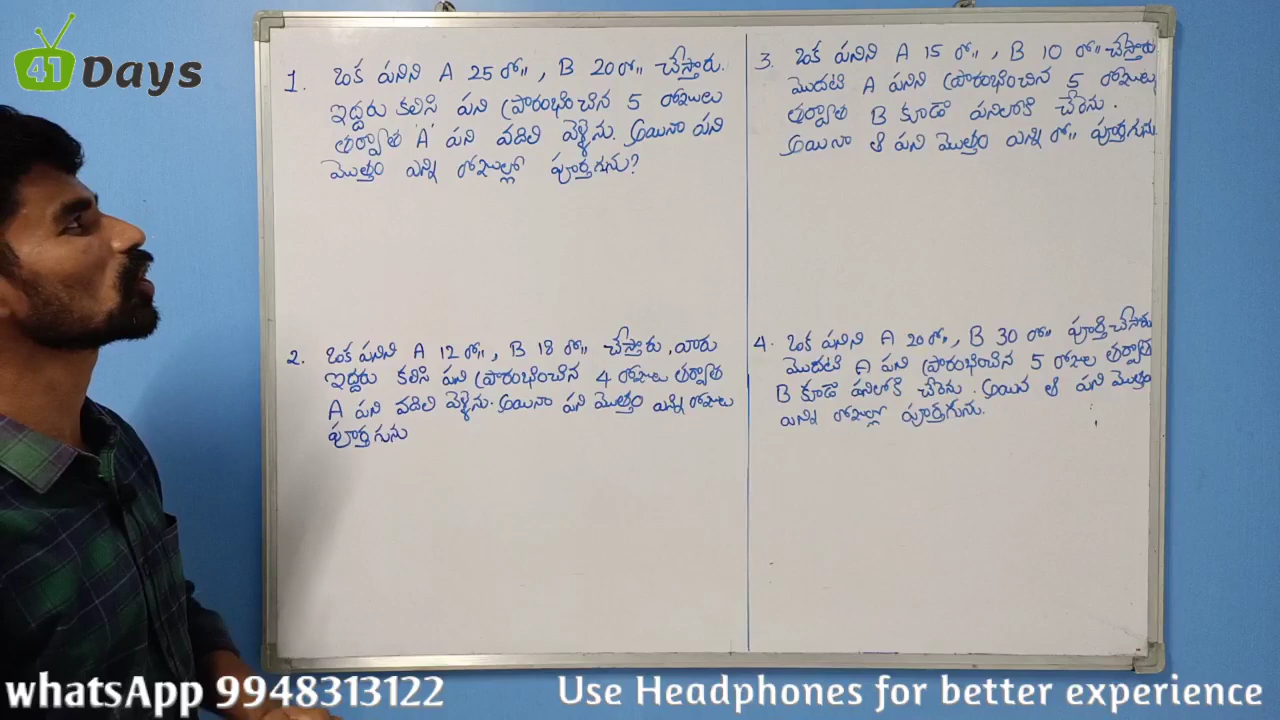 41 Days
1. ఒక పనిని A 25 రో॥, B 20 రో॥ చేస్తారు.
ఇద్దరు కలిసి పని ప్రారంభించిన 5 రోజులు
తర్వాత 'A' పని వదిలి వెళ్ళెను. అయినా పని
మొత్తం ఎన్ని రోజుల్లో పూర్తగును?
2. ఒక పనిని A 12 రో॥, B 18 రో॥ చేస్తారు, వారు
ఇద్దరు కలిసి పని ప్రారంభించిన 4 రోజులు తర్వాత
A పని వదిలి వెళ్ళెను. అయినా పని మొత్తం ఎన్ని రోజులు
పూర్తగును
3. ఒక పనిని A 15 రో॥, B 10 రో॥ చేస్తారు
మొదటి A పనిని ప్రారంభించిన 5 రోజులు
తర్వాత B కూడా పనిలోకి చేరెను.
అయినా ఆ పని మొత్తం ఎన్ని రో॥ పూర్తగును
4. ఒక పనిని A 20 రో॥, B 30 రో॥ పూర్తి చేసారు
మొదటి A పని ప్రారంభించిన 5 రోజుల తర్వాత
B కూడా పనిలోకి చేరెను. అయిన ఆ పని మొత్తం
ఎన్ని రోజుల్లో పూర్తగును.
whatsApp 9948313122
Use Headphones for better experience